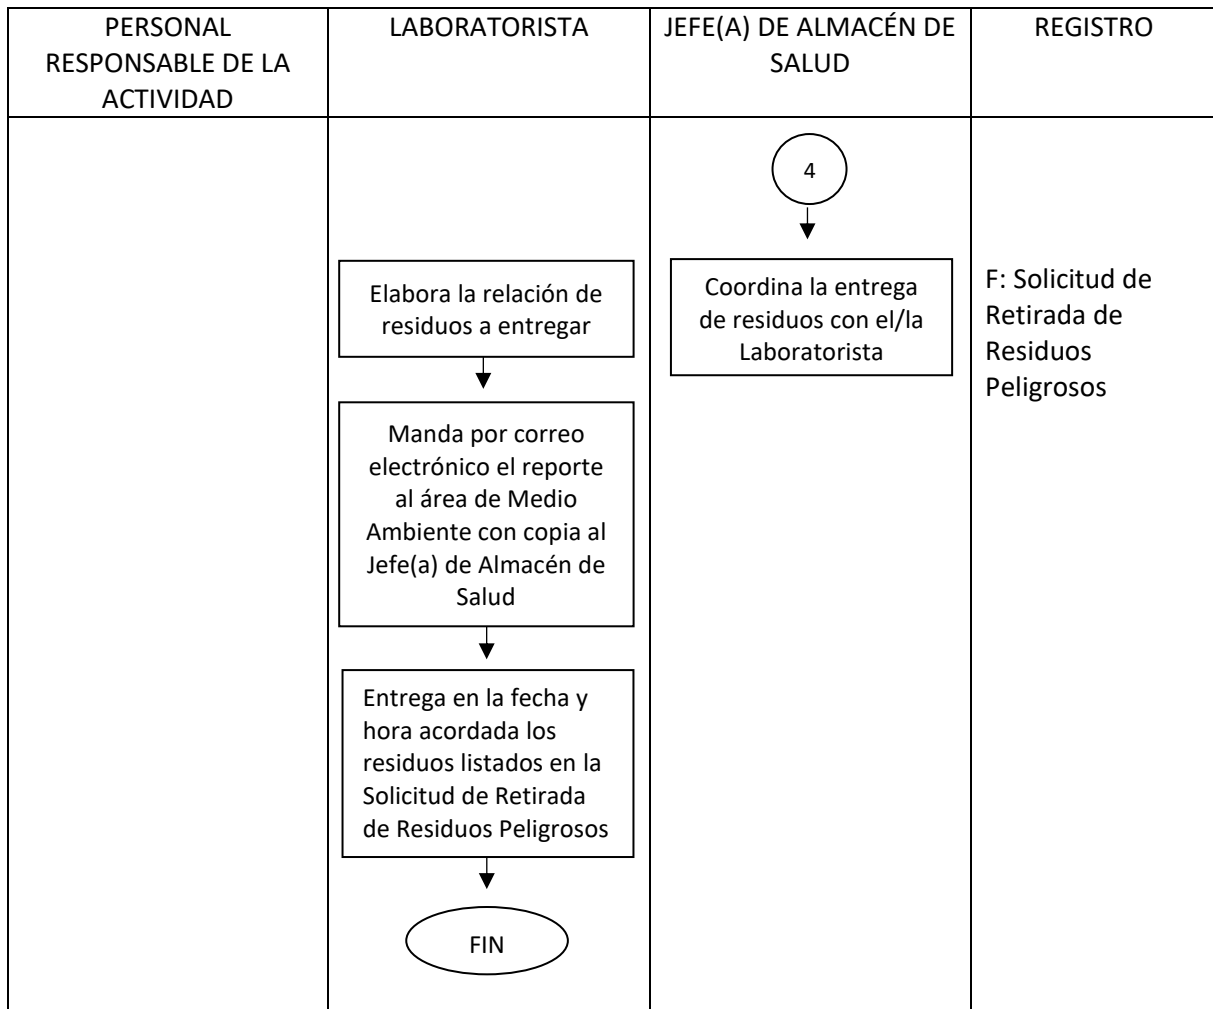 PERSONAL
RESPONSABLE DE LA
ACTIVIDAD
LABORATORISTA
JEFE(A) DE ALMACÉN DE
SALUD
REGISTRO
4
Elabora la relación de
residuos a entregar
Coordina la entrega
de residuos con el/la
Laboratorista
F: Solicitud de
Retirada de
Residuos
Peligrosos
Manda por correo
electrónico el reporte
al área de Medio
Ambiente con copia al
Jefe(a) de Almacén de
Salud
Entrega en la fecha y
hora acordada los
residuos listados en la
Solicitud de Retirada
de Residuos Peligrosos
FIN